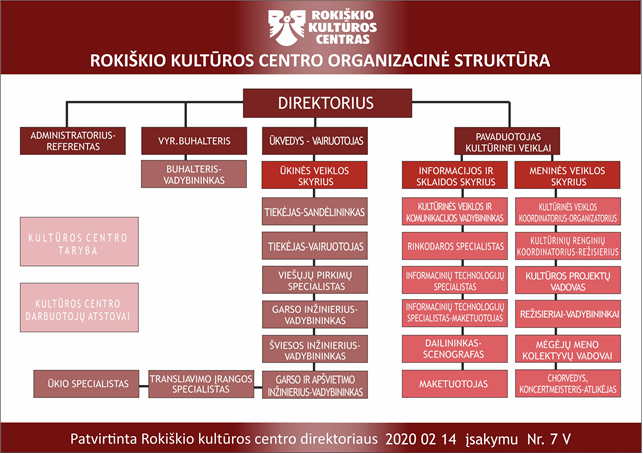 ROKIŠKIO
KULTŪROS
CENTRAS
ROKIŠKIO KULTŪROS CENTRO ORGANIZACINĖ STRUKTŪRA
DIREKTORIUS
ADMINISTRATORIUS-
REFERENTAS
VYR.BUHALTERIS
ŪKVEDYS - VAIRUOTOJAS
PAVADUOTOJAS
KULTŪRINEI VEIKLAI
BUHALTERIS-
VADYBININKAS
ŪKINĖS VEIKLOS
SKYRIUS
INFORMACIJOS IR
SKLAIDOS SKYRIUS
MENINĖS VEIKLOS
SKYRIUS
TIEKĖJAS-SANDĖLININKAS
KULTŪRINĖS VEIKLOS IR
KOMUNIKACIJOS VADYBININKAS
KULTŪRINĖS VEIKLOS
KOORDINATORIUS-ORGANIZATORIUS
KULTŪROS CENTRO
TARYBA
TIEKĖJAS-VAIRUOTOJAS
RINKODAROS SPECIALISTAS
KULTŪRINIŲ RENGINIŲ
KOORDINATORIUS-REŽISIERIUS
VIEŠŲJŲ PIRKIMŲ
SPECIALISTAS
INFORMACINIŲ TECHNOLOGIJŲ
SPECIALISTAS
KULTŪROS PROJEKTŲ
VADOVAS
KULTŪROS CENTRO
DARBUOTOJŲ ATSTOVAI
GARSO INŽINIERIUS-
VADYBININKAS
INFORMACINIŲ TECHNOLOGIJŲ
SPECIALISTAS-MAKETUOTOJAS
REŽISIERIAI-VADYBININKAI
ŠVIESOS INŽINIERIUS-
VADYBININKAS
DAILININKAS-
SCENOGRAFAS
MĖGĖJŲ MENO
KOLEKTYVŲ VADOVAI
ŪKIO SPECIALISTAS
TRANSLIAVIMO ĮRANGOS
SPECIALISTAS
GARSO IR APŠVIETIMO
INŽINIERIUS-VADYBININKAS
MAKETUOTOJAS
CHORVEDYS,
KONCERTMEISTERIS-ATLIKĖJAS
Patvirtinta Rokiškio kultūros centro direktoriaus 2020 02 14 įsakymu Nr. 7 V